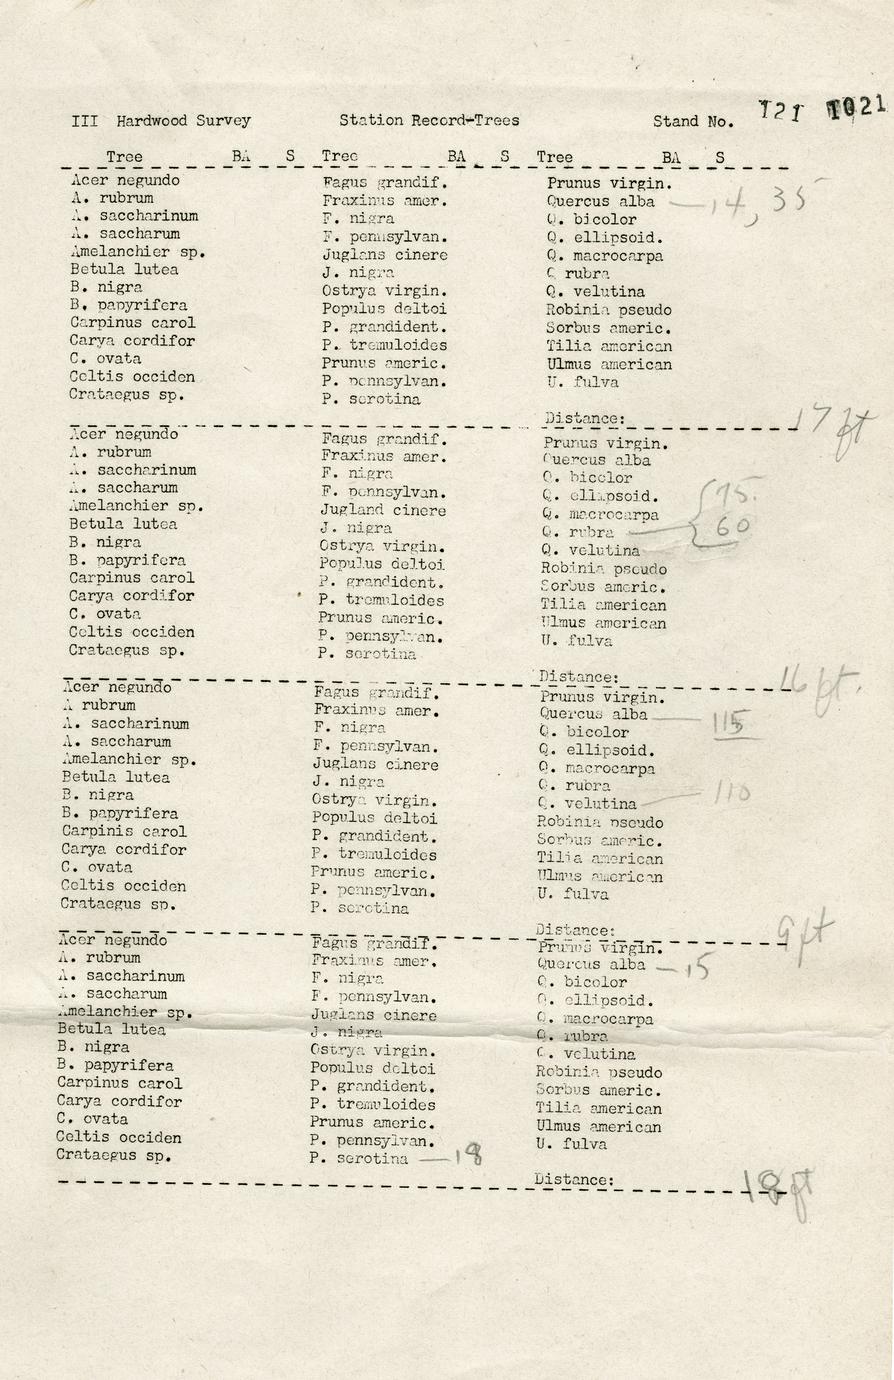 III Hardwood Survey Station Record-Trees Stand No. 121 1021
Tree BA S Tree BA S Tree BA S
Acer negundo Fagus grandif. Prunus virgin.
A. rubrum Fraxinus amer. Quercus alba 14, 35
A. saccharinum F. nigra Q. bicolor
A. saccharum F. pennsylvan. Q. ellipsoid.
Amelanchier sp. Juglans cinere Q. macrocarpa
Betula lutea J. nigra Q rubra
B. nigra Ostrya virgin. Q. velutina
B. papyrifera Populus deltoi Robinia pseudo
Carpinus carol P. grandident. Sorbus americ.
Carya cordifor P. tremuloides Tilia american
C. ovata Prunus americ. Ulmus american
Celtis occiden P. pennsylvan. U. fulva
Crataegus sp. P. serotina
Distance: 17 ft
Acer negundo Fagus grandif. Prunus virgin.
A. rubrum Fraxinus amer. Quercus alba
A. saccharinum F. nigra Q. bicolor
A. saccharum F. pennsylvan. Q. ellipsoid. 75.
Amelanchier sp. Jugland cinere Q. macrocarpa
Betula lutea J. nigra Q. rubra 60
B. nigra Ostrya virgin. Q. velutina
B. papyrifera Populus deltoi Robinia pseudo
Carpinus carol P. grandident. Sorbus americ.
Carya cordifor P. tremuloides Tilia american
C. ovata Prunus americ. Ulmus american
Celtis occiden P. pennsylvan. U. fulva
Crataegus sp. P. serotina
Distance: 16 ft.
Acer negundo Fagus grandif. Prunus virgin.
A rubrum Fraxinus amer. Quercus alba 115
A. saccharinum F. nigra Q. bicolor
A. saccharum F. pennsylvan. Q. ellipsoid.
Amelanchier sp. Juglans cinere Q. macrocarpa
Betula lutea J. nigra Q. rubra
B. nigra Ostrya virgin. Q. velutina 110
B. papyrifera Populus deltoi Robinia pseudo
Carpinis carol P. grandident. Sorbus americ.
Carya cordifor P. tremuloides Tilia american
C. ovata Prunus americ. Ulmus american
Celtis occiden P. pennsylvan. U. fulva
Crataegus sp. P. serotina
Distance: 9 ft
Acer negundo Fagus grandif. Prunus virgin.
A. rubrum Fraxinus amer. Quercus alba 15
A. saccharinum F. nigra Q. bicolor
A. saccharum F. pennsylvan. Q. ellipsoid.
Amelanchier sp. Juglans cinere Q. macrocarpa
Betula lutea J. nigra Q. rubra
B. nigra Ostrya virgin. Q. velutina
B. papyrifera Populus deltoi Robinia pseudo
Carpinus carol P. grandident. Sorbus americ.
Carya cordifor P. tremuloides Tilia american
C. ovata Prunus americ. Ulmus american
Celtis occiden P. pennsylvan. U. fulva
Crataegus sp. P. serotina 18
Distance: 18 ft